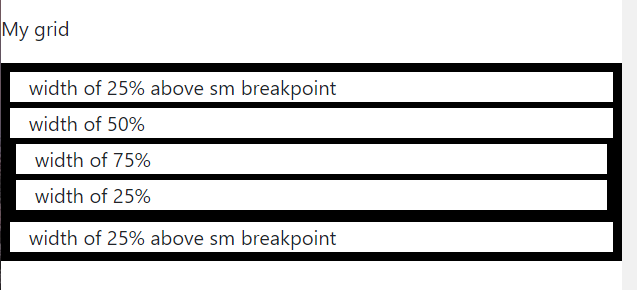 My grid
width of 25% above sm breakpoint
width of 50%
width of 75%
width of 25%
width of 25% above sm breakpoint